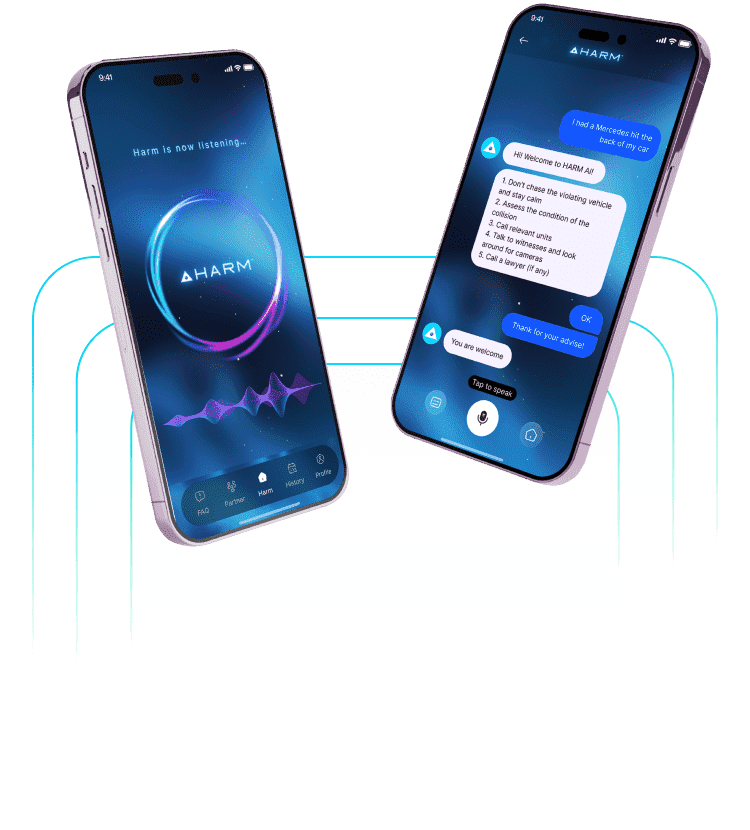 9:41
Harm is now listening...
HARM
FAQ
Partner
Harm
History
Profile
9:41
HARM
I had a Mercedes hit the
back of my car
Hi! Welcome to HARM AI!
1. Don't chase the violating vehicle
and stay calm
2. Assess the condition of the
collision
3. Call relevant units
4. Talk to witnesses and look
around for cameras
5. Call a lawyer (if any)
OK
Thank for your advise!
You are welcome
Tap to speak